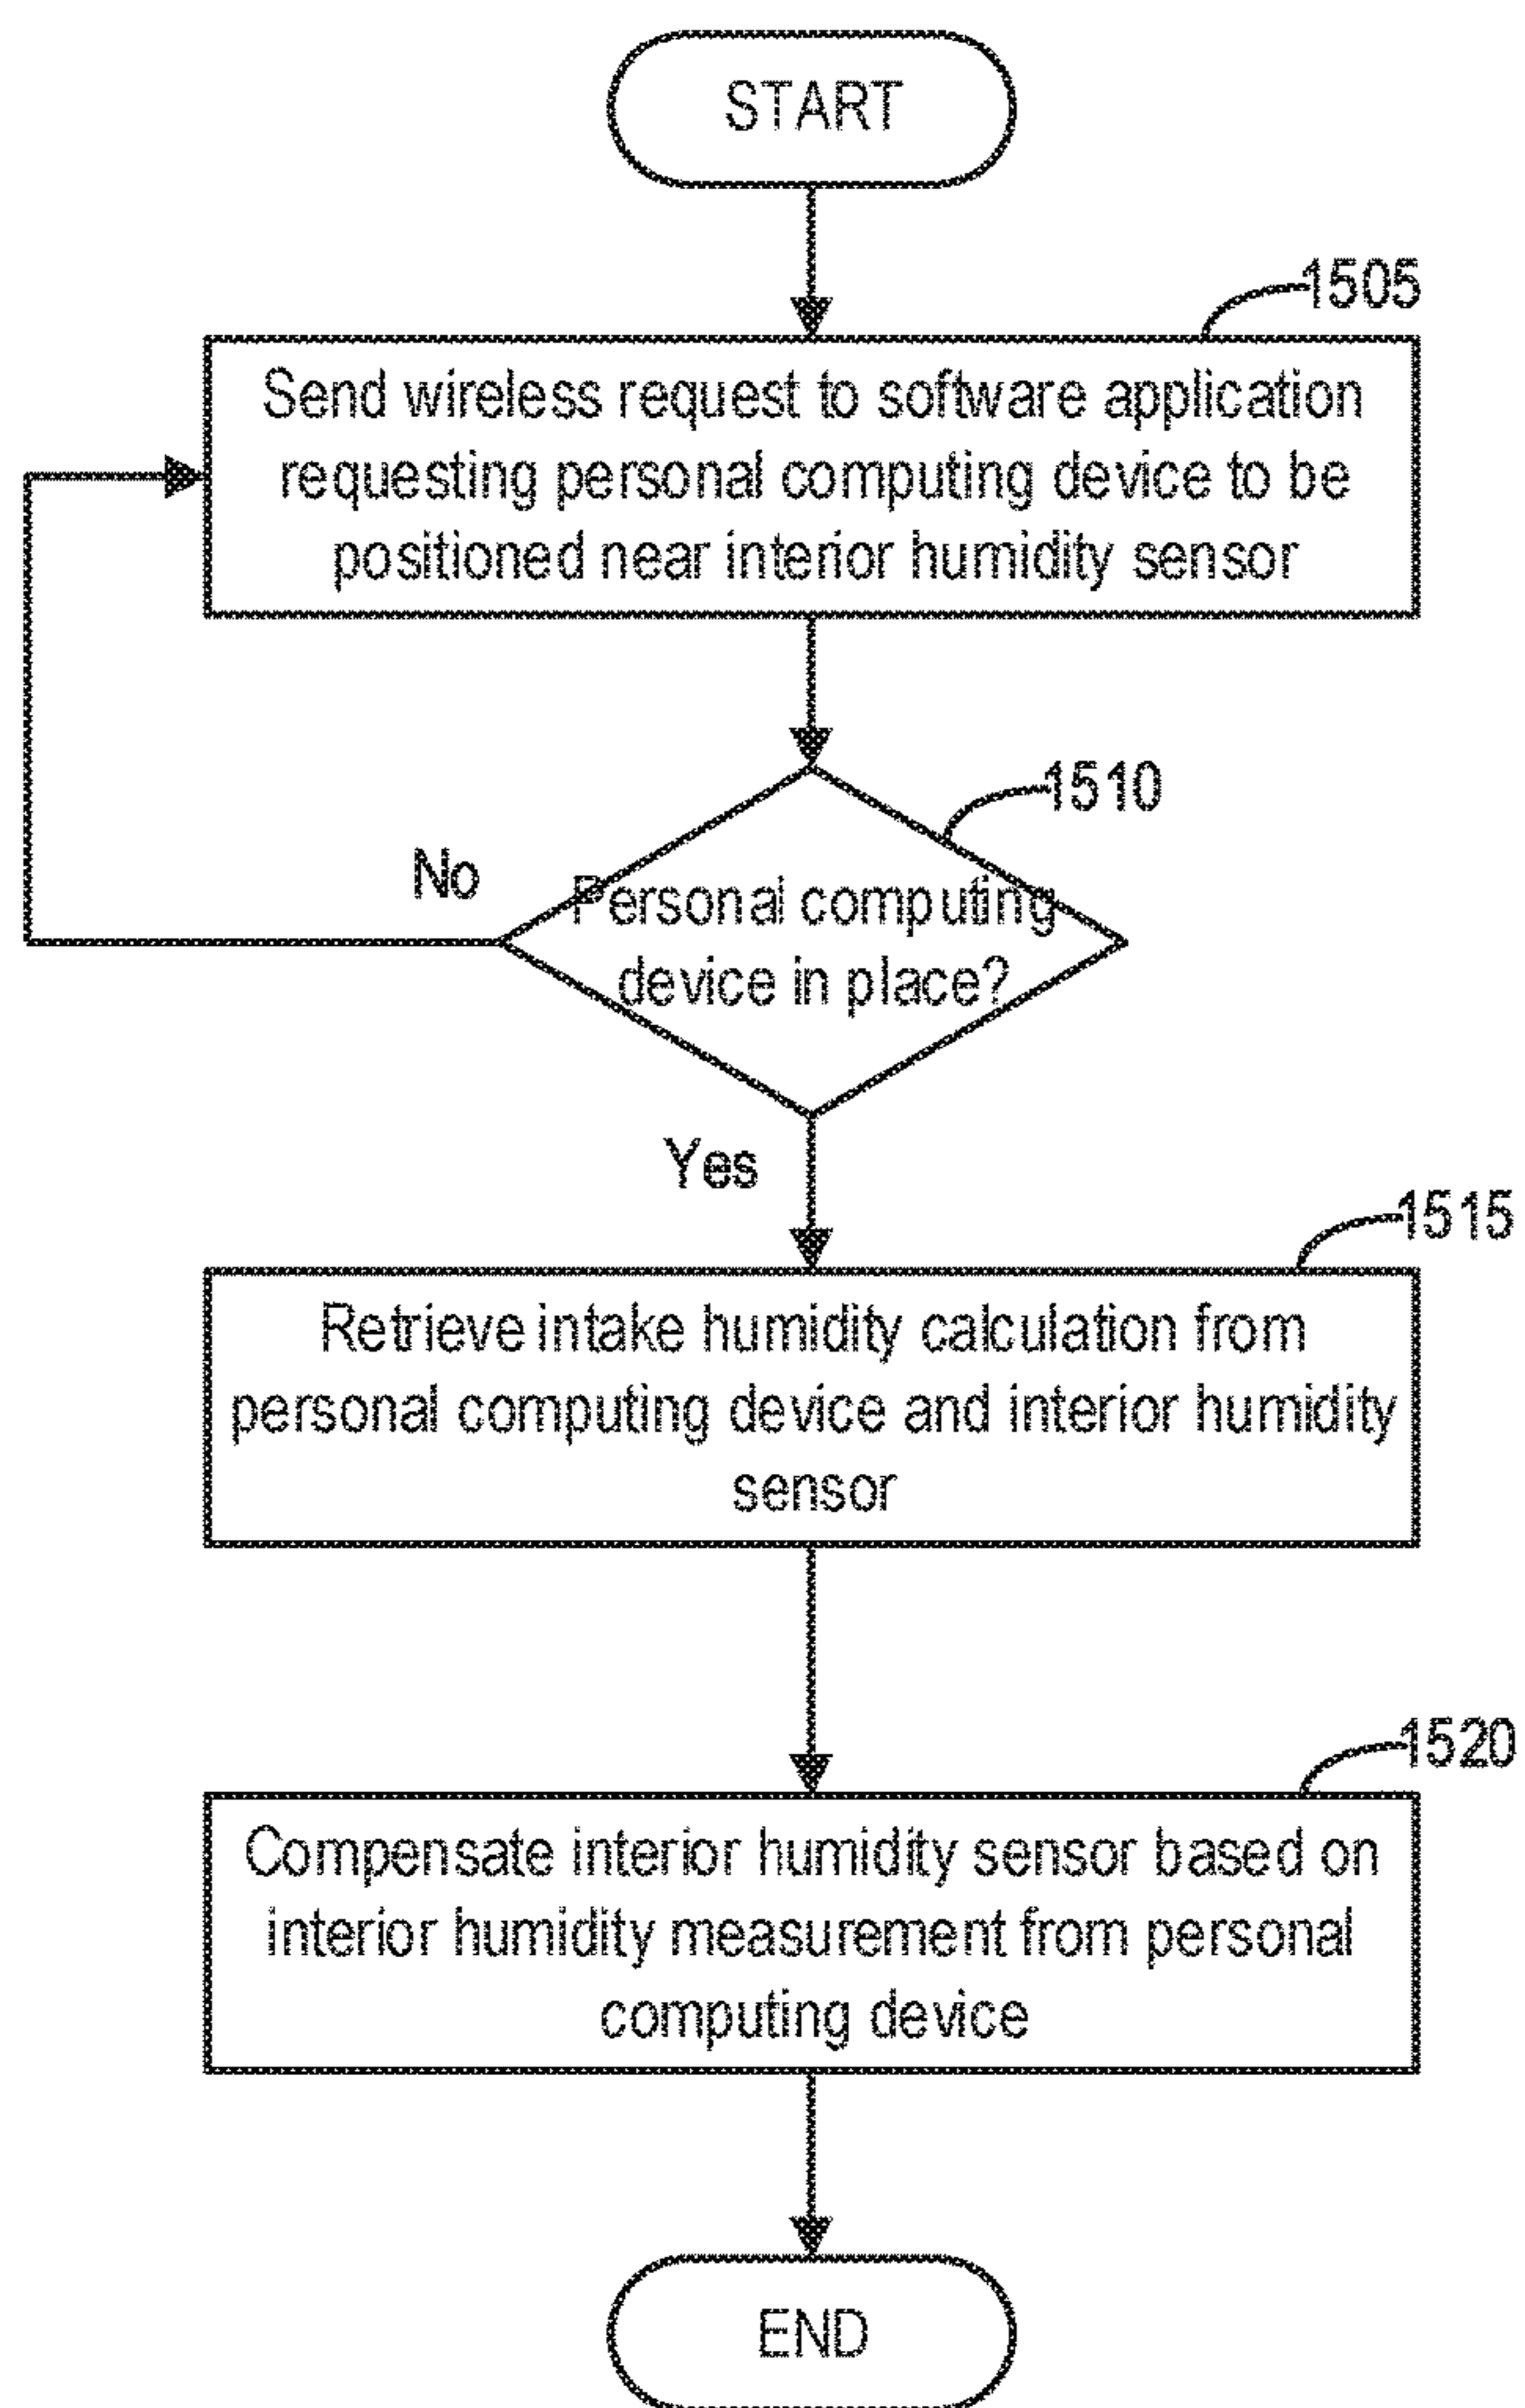 START
1505
Send wireless request to software application
requesting personal computing device to be
positioned near interior humidity sensor
1510
No
Personal computing
device in place?
Yes
1515
Retrieve intake humidity calculation from
personal computing device and interior humidity
sensor
1520
Compensate interior humidity sensor based on
interior humidity measurement from personal
computing device
END